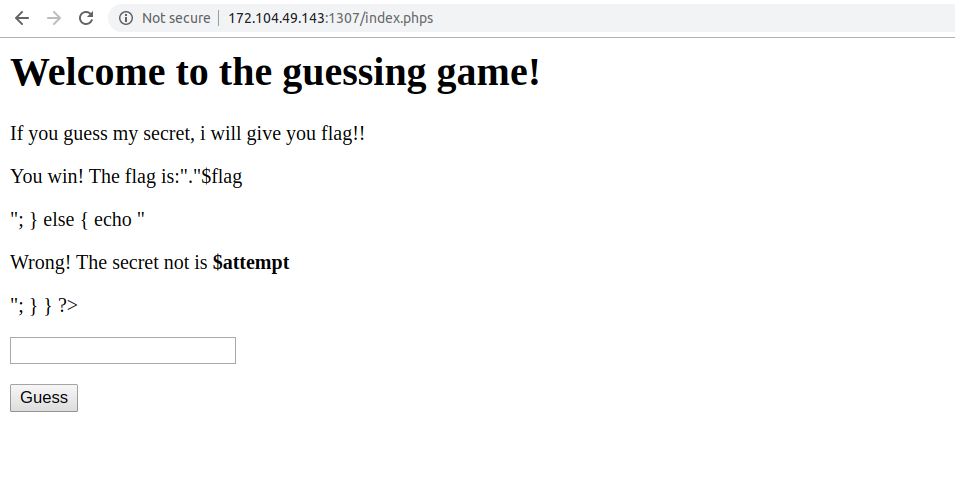 Not secure | 172.104.49.143:1307/index.phps
Welcome to the guessing game!
If you guess my secret, i will give you flag!!
You win! The flag is:"."$flag
"; } else { echo "
Wrong! The secret not is $attempt
"; } } ?>
Guess